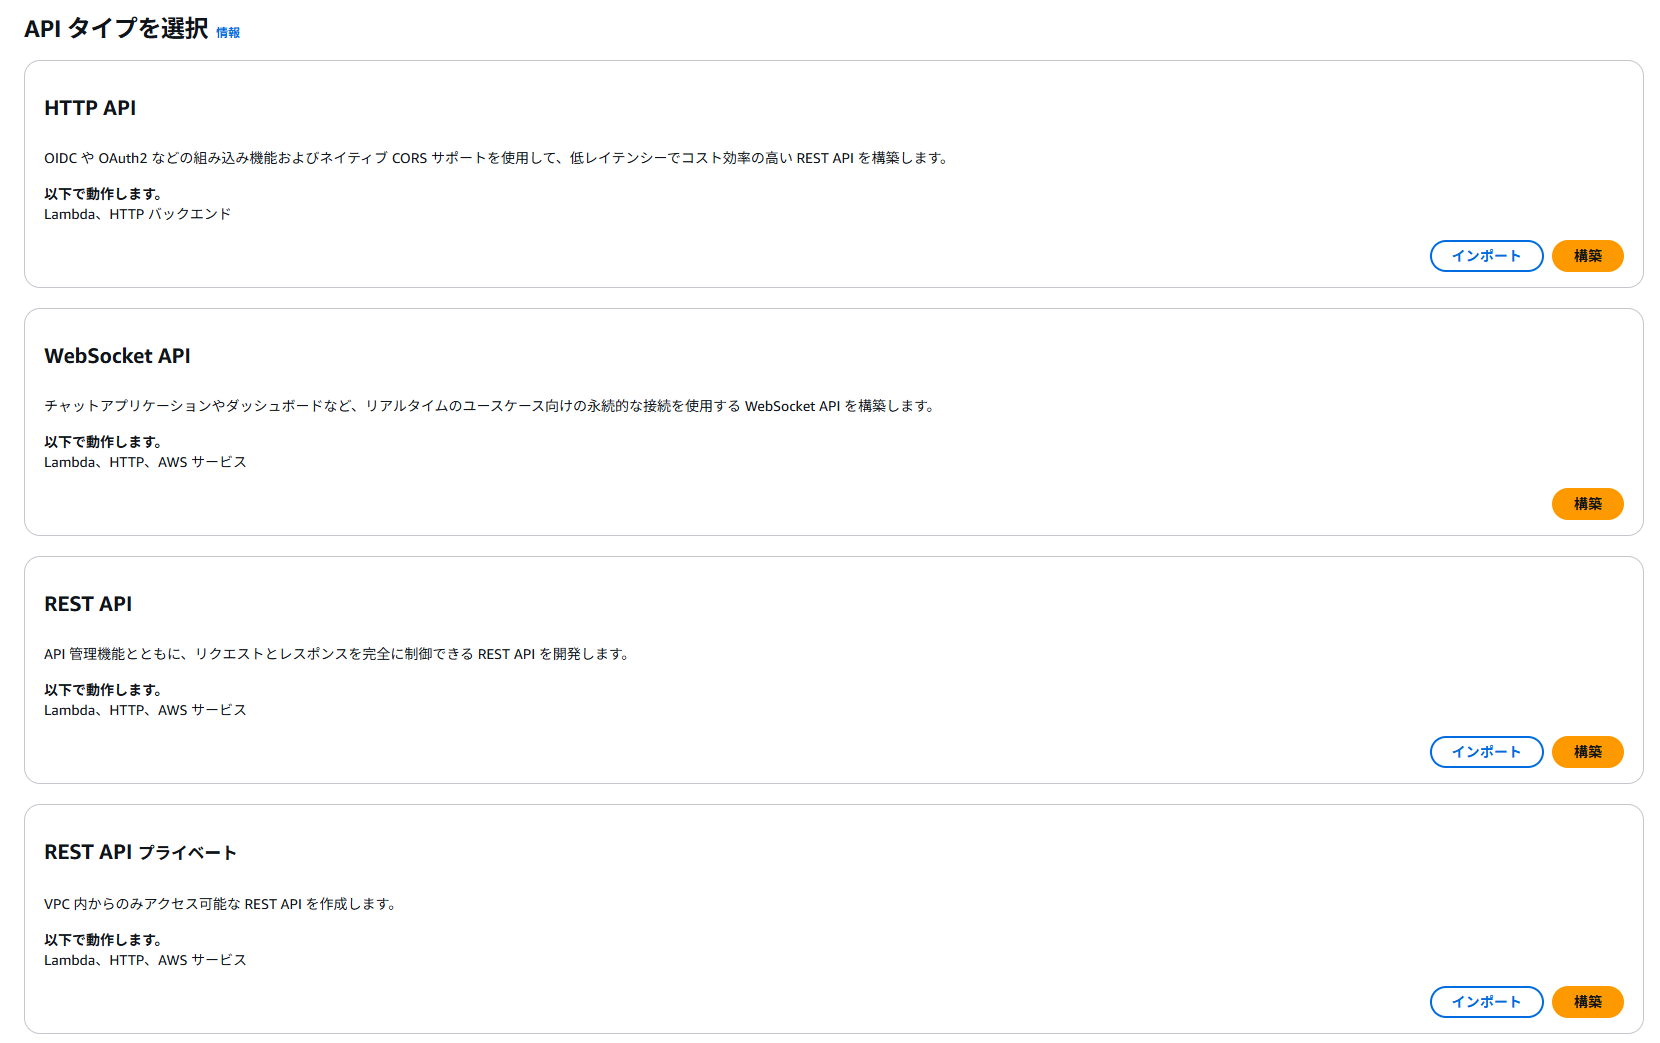 API タイプを選択 情報
HTTP API
OIDC や OAuth2 などの組み込み機能およびネイティブ CORS サポートを使用して、低レイテンシーでコスト効率の高い REST API を構築します。
以下で動作します。
Lambda、HTTP バックエンド
インポート 構築
WebSocket API
チャットアプリケーションやダッシュボードなど、リアルタイムのユースケース向けの永続的な接続を使用する WebSocket API を構築します。
以下で動作します。
Lambda、HTTP、AWS サービス
構築
REST API
API 管理機能とともに、リクエストとレスポンスを完全に制御できる REST API を開発します。
以下で動作します。
Lambda、HTTP、AWS サービス
インポート 構築
REST API プライベート
VPC 内からのみアクセス可能な REST API を作成します。
以下で動作します。
Lambda、HTTP、AWS サービス
インポート 構築